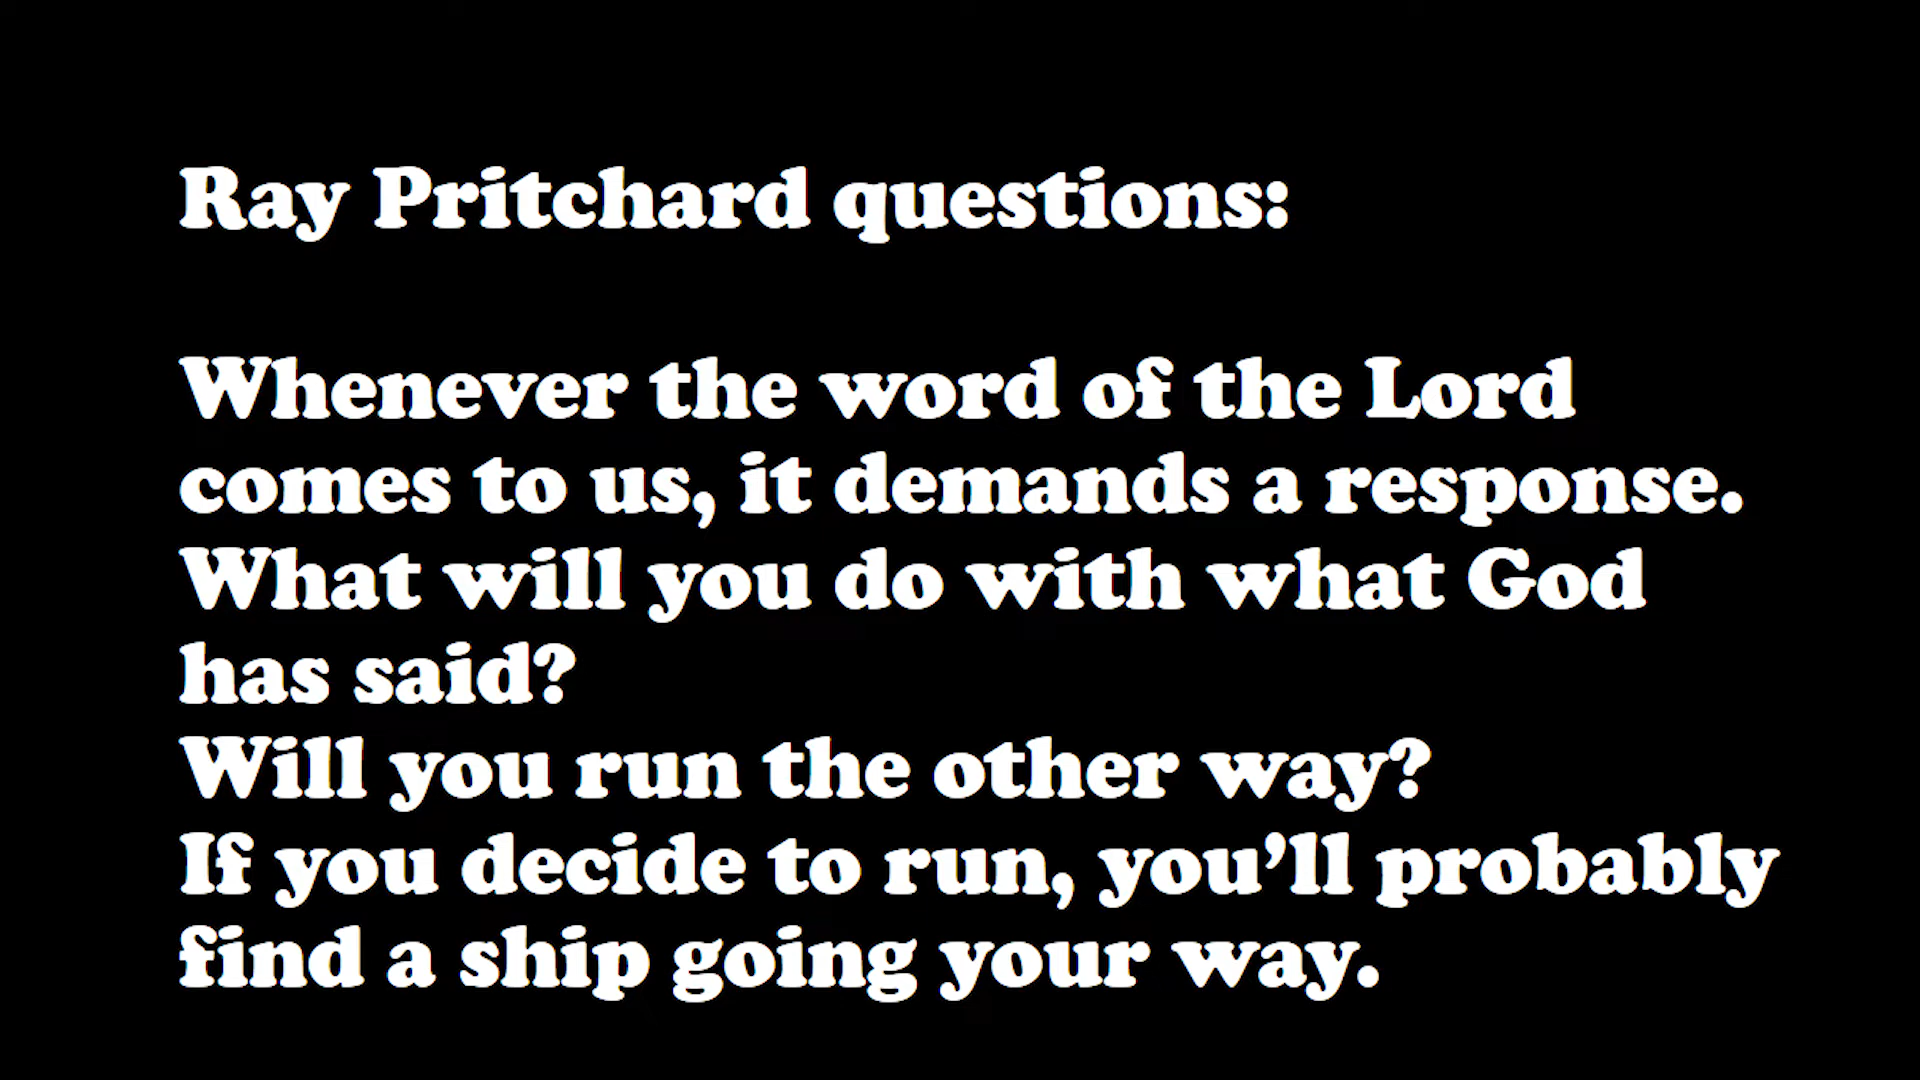 Ray Pritchard questions:
Whenever the word of the Lord
comes to us, it demands a response.
What will you do with what God
has said?
Will you run the other way?
If you decide to run, you’ll probably
find a ship going your way.